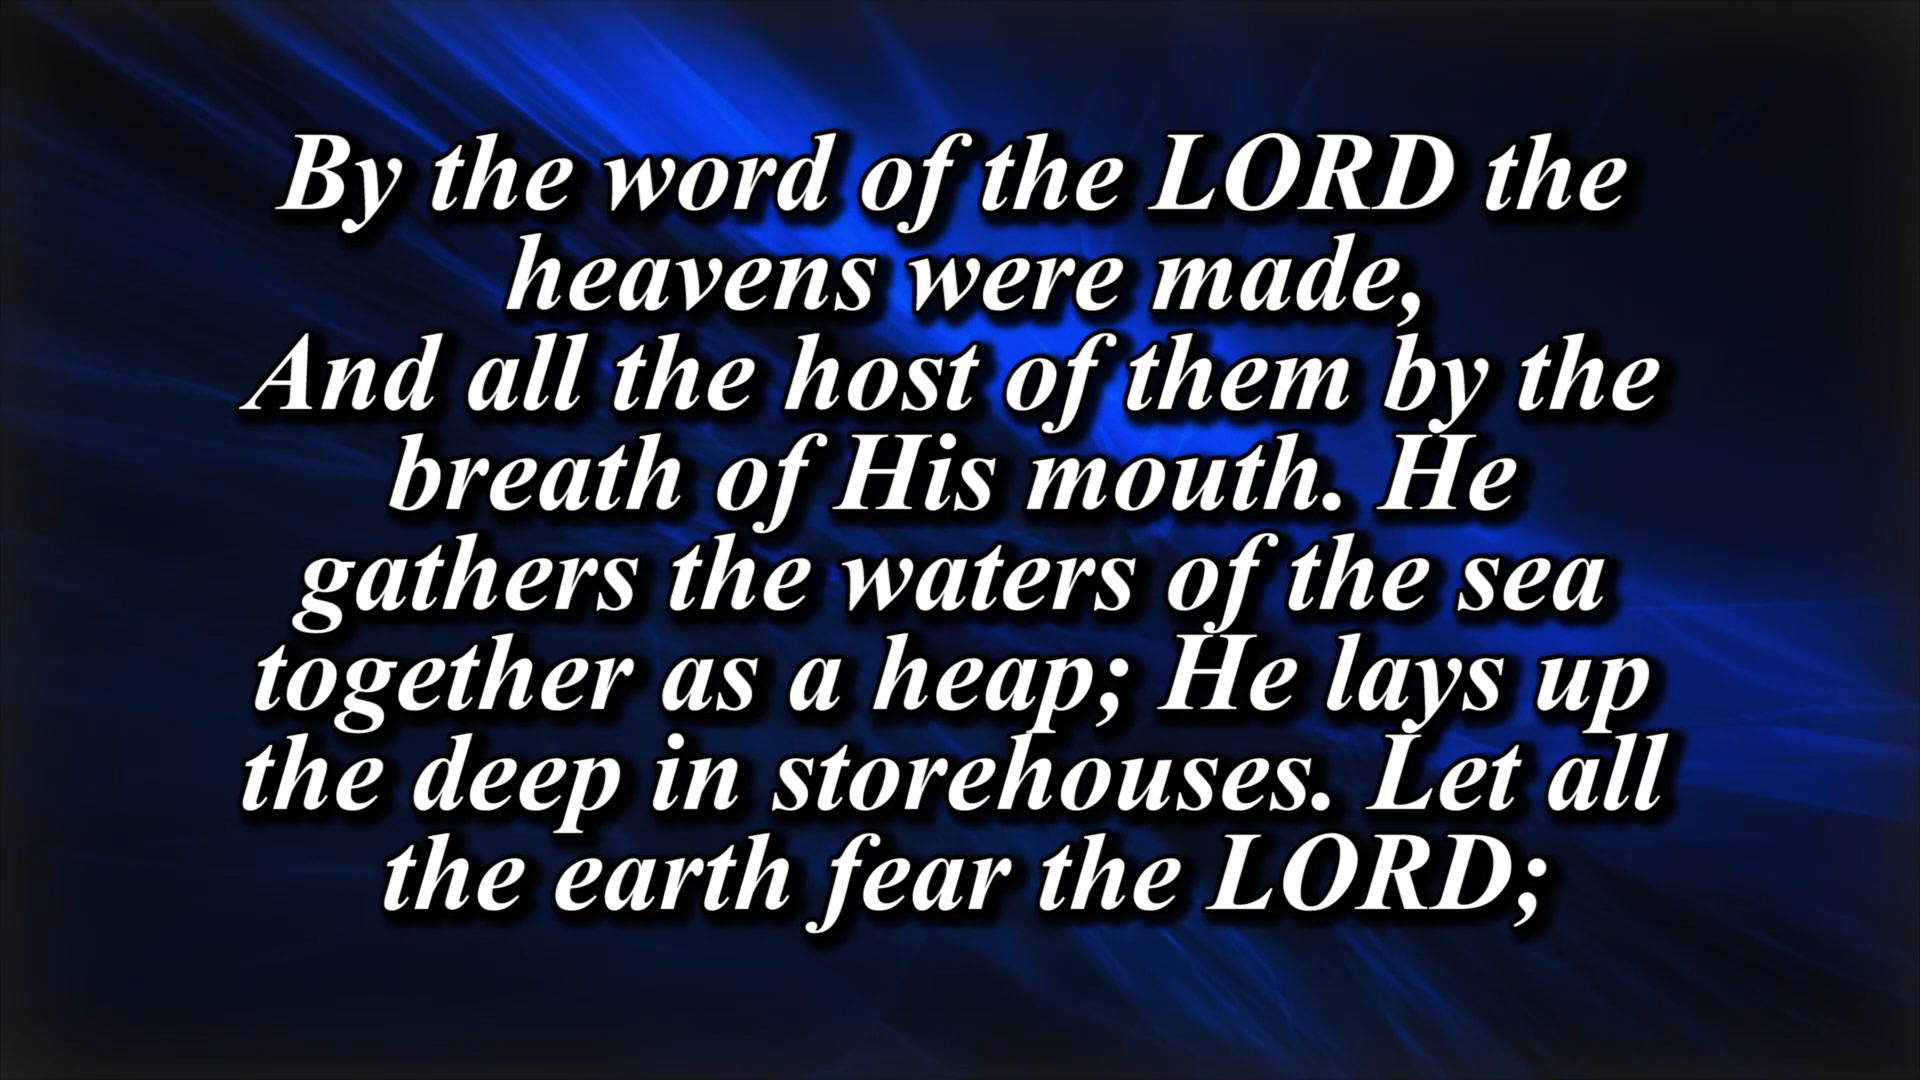 By the word of the LORD the
heavens were made,
And all the host of them by the
breath of His mouth. He
gathers the waters of the sea
together as a heap; He lays up
the deep in storehouses. Let all
the earth fear the LORD;